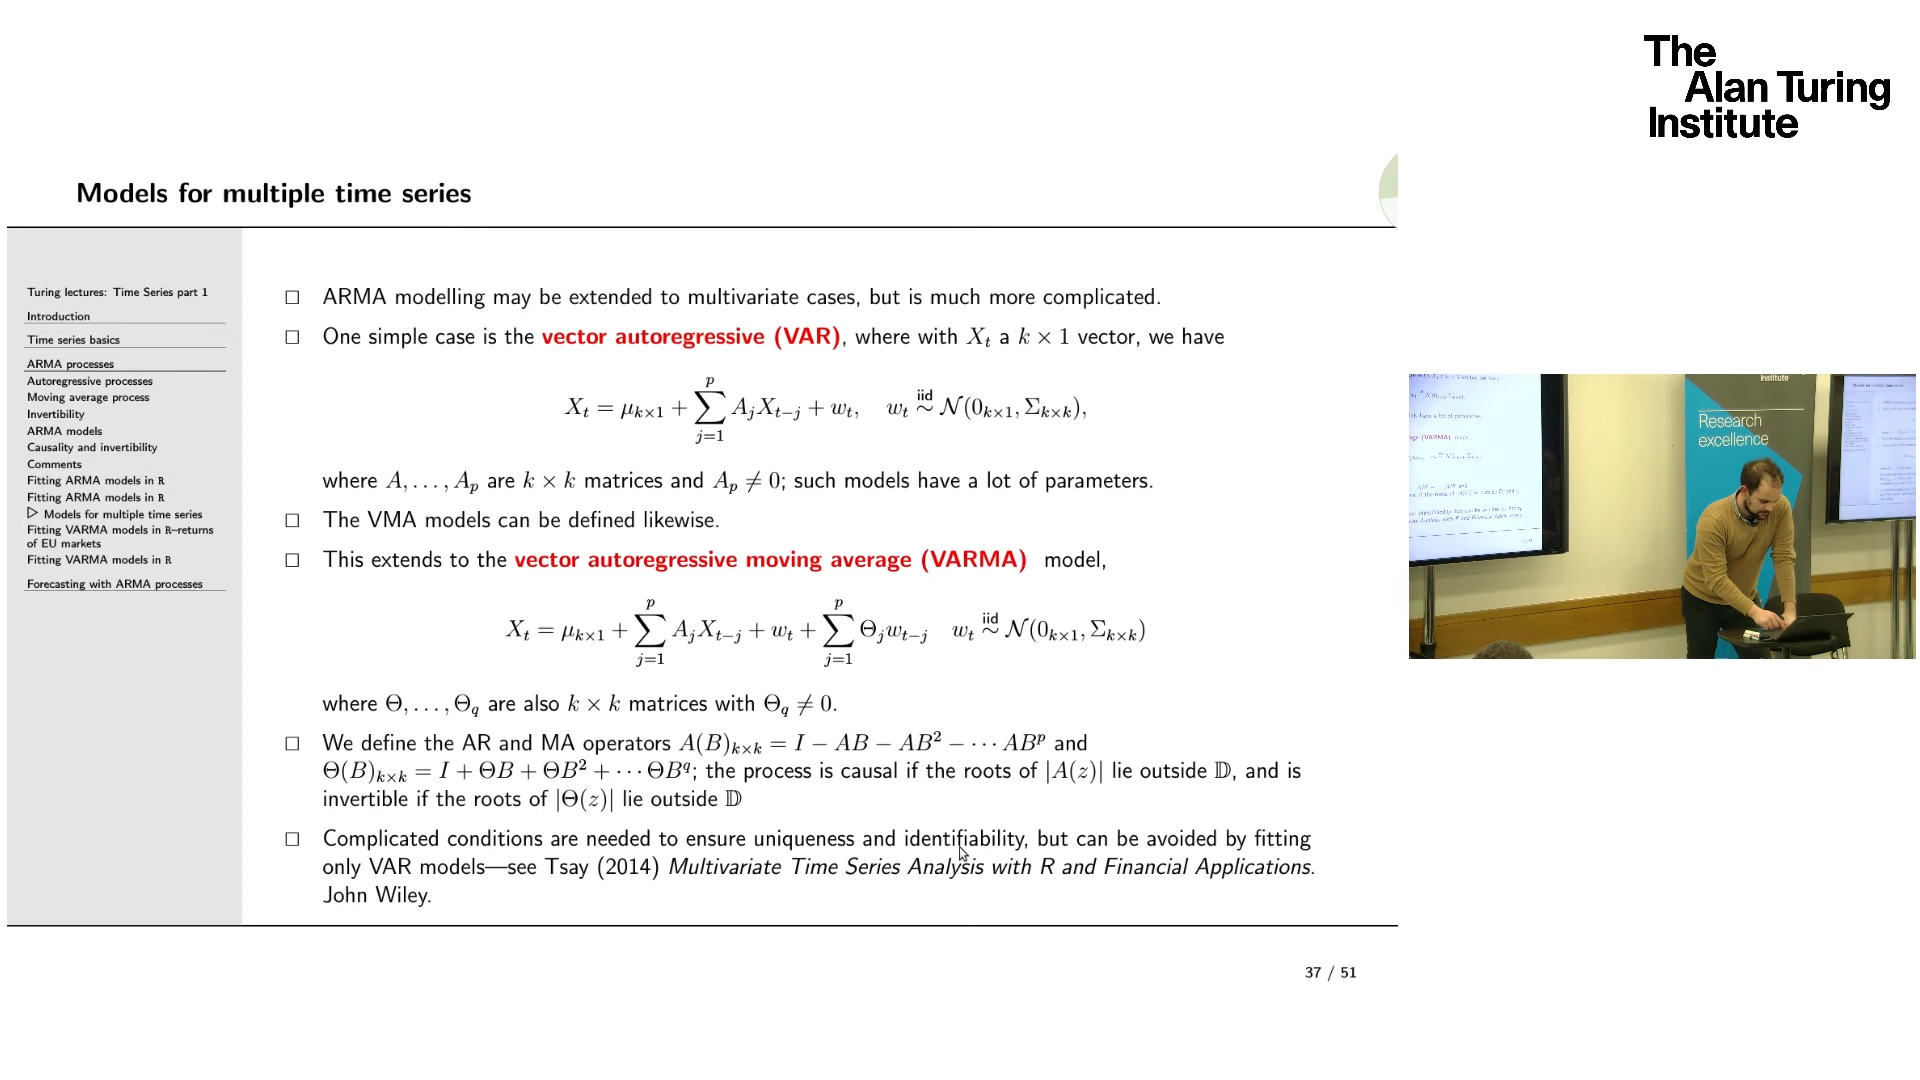 The
Alan Turing
Institute
Models for multiple time series
Turing lectures: Time Series part 1
Introduction
Time series basics
ARMA processes
Autoregressive processes
Moving average process
Invertibility
ARMA models
Causality and invertibility
Comments
Fitting ARMA models in R
Fitting ARMA models in R
▷ Models for multiple time series
Fitting VARMA models in R–returns
of EU markets
Fitting VARMA models in R
Forecasting with ARMA processes
□ ARMA modelling may be extended to multivariate cases, but is much more complicated.
□ One simple case is the vector autoregressive (VAR), where with X_t a k × 1 vector, we have
X_t = μ_{k×1} + ∑_{j=1}^{p} A_j X_{t−j} + w_t, w_t ∼^{iid} N(0_{k×1}, Σ_{k×k}),
where A, . . . , A_p are k × k matrices and A_p ≠ 0; such models have a lot of parameters.
□ The VMA models can be defined likewise.
□ This extends to the vector autoregressive moving average (VARMA) model,
X_t = μ_{k×1} + ∑_{j=1}^{p} A_j X_{t−j} + w_t + ∑_{j=1}^{p} Θ_j w_{t−j} w_t ∼^{iid} N(0_{k×1}, Σ_{k×k})
where Θ, . . . , Θ_q are also k × k matrices with Θ_q ≠ 0.
□ We define the AR and MA operators A(B)_{k×k} = I − AB − AB² − · · · AB^p and
Θ(B)_{k×k} = I + ΘB + ΘB² + · · · ΘB^q; the process is causal if the roots of |A(z)| lie outside 𝔻, and is
invertible if the roots of |Θ(z)| lie outside 𝔻
□ Complicated conditions are needed to ensure uniqueness and identifiability, but can be avoided by fitting
only VAR models—see Tsay (2014) Multivariate Time Series Analysis with R and Financial Applications.
John Wiley.
37 / 51
Institute
Research
excellence